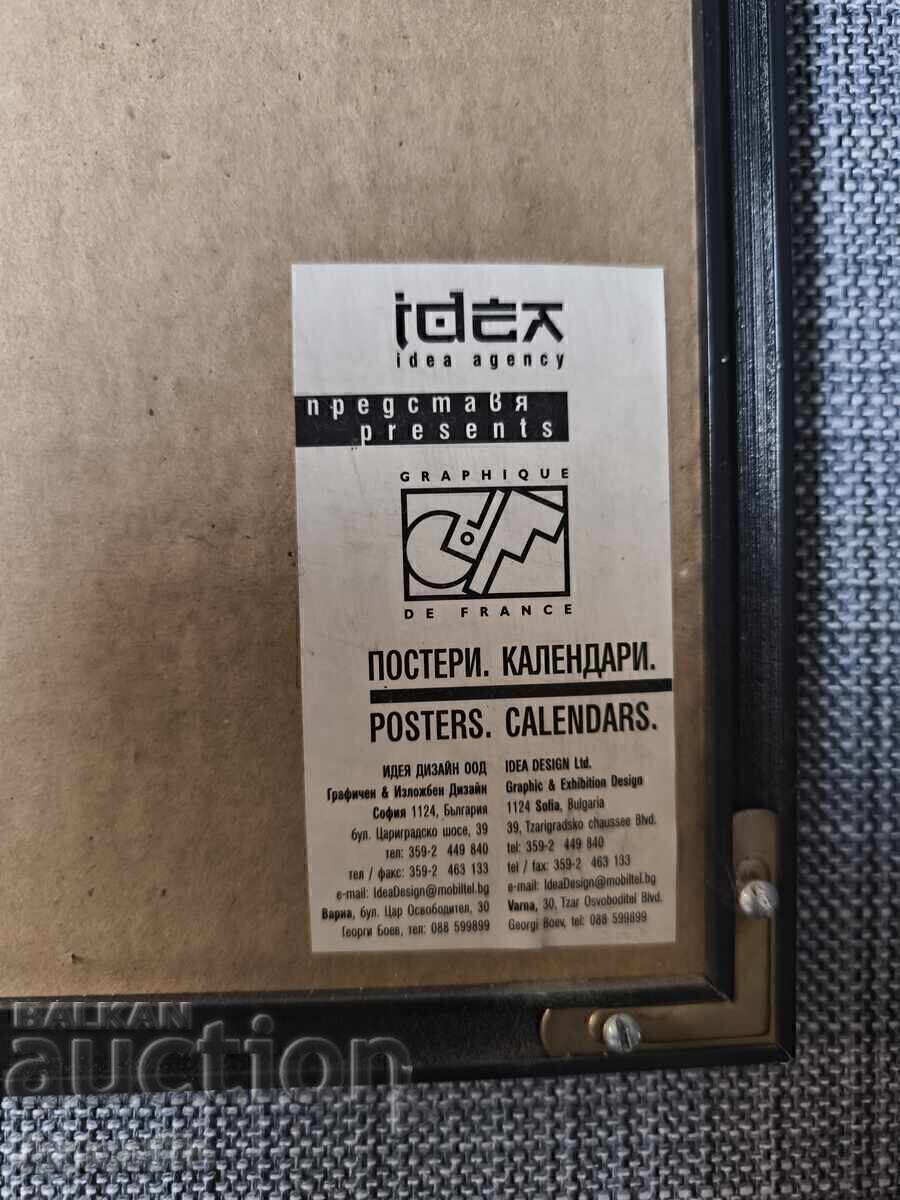 idea
idea agency
представя
presents
GRAPHIQUE
DE FRANCE
ПОСТЕРИ. КАЛЕНДАРИ.
POSTERS. CALENDARS.
ИДЕЯ ДИЗАЙН ООД
Графичен & Изложбен Дизайн
София 1124, България
бул. Цариградско шосе, 39
тел: 359-2 449 840
тел / факс: 359-2 463 133
e-mail: IdeaDesign@mobiltel.bg
Варна, бул. Цар Освободител, 30
Георги Боев, тел: 088 599899
IDEA DESIGN Ltd.
Graphic & Exhibition Design
1124 Sofia, Bulgaria
39, Tzarigradsko chaussee Blvd.
tel: 359-2 449 840
tel / fax: 359-2 463 133
e-mail: IdeaDesign@mobiltel.bg
Varna, 30, Tzar Osvoboditel Blvd.
Georgi Boev, tel: 088 599899
BALKAN
auction